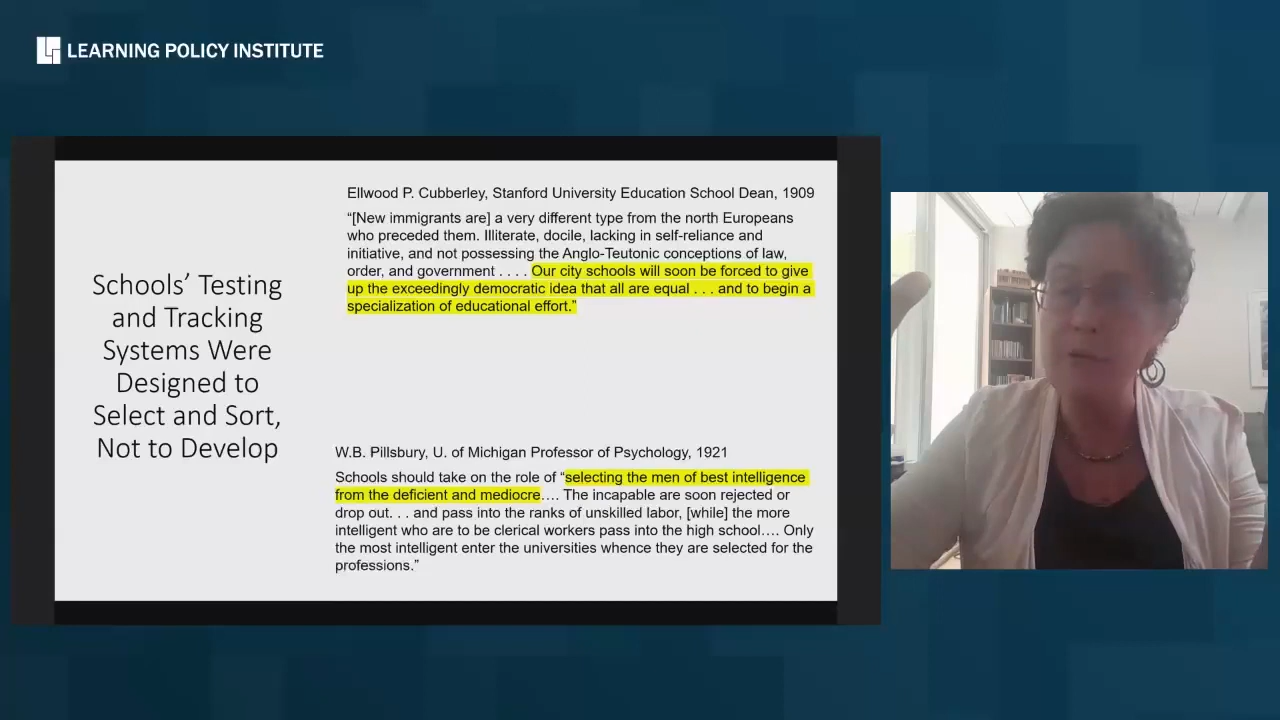 LEARNING POLICY INSTITUTE
Schools’ Testing
and Tracking
Systems Were
Designed to
Select and Sort,
Not to Develop
Ellwood P. Cubberley, Stanford University Education School Dean, 1909
“[New immigrants are] a very different type from the north Europeans
who preceded them. Illiterate, docile, lacking in self-reliance and
initiative, and not possessing the Anglo-Teutonic conceptions of law,
order, and government . . . . Our city schools will soon be forced to give
up the exceedingly democratic idea that all are equal . . . and to begin a
specialization of educational effort.”
W.B. Pillsbury, U. of Michigan Professor of Psychology, 1921
Schools should take on the role of “selecting the men of best intelligence
from the deficient and mediocre…. The incapable are soon rejected or
drop out. . . and pass into the ranks of unskilled labor, [while] the more
intelligent who are to be clerical workers pass into the high school…. Only
the most intelligent enter the universities whence they are selected for the
professions.”